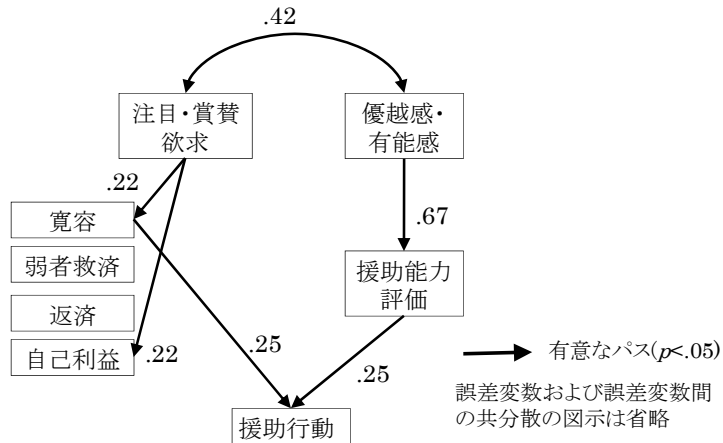 .42
注目・賞賛
欲求
優越感・
有能感
.22
.67
寛容
弱者救済
返済
自己利益
.22
援助能力
評価
.25
.25
援助行動
有意なパス(p<.05)
誤差変数および誤差変数間
の共分散の図示は省略